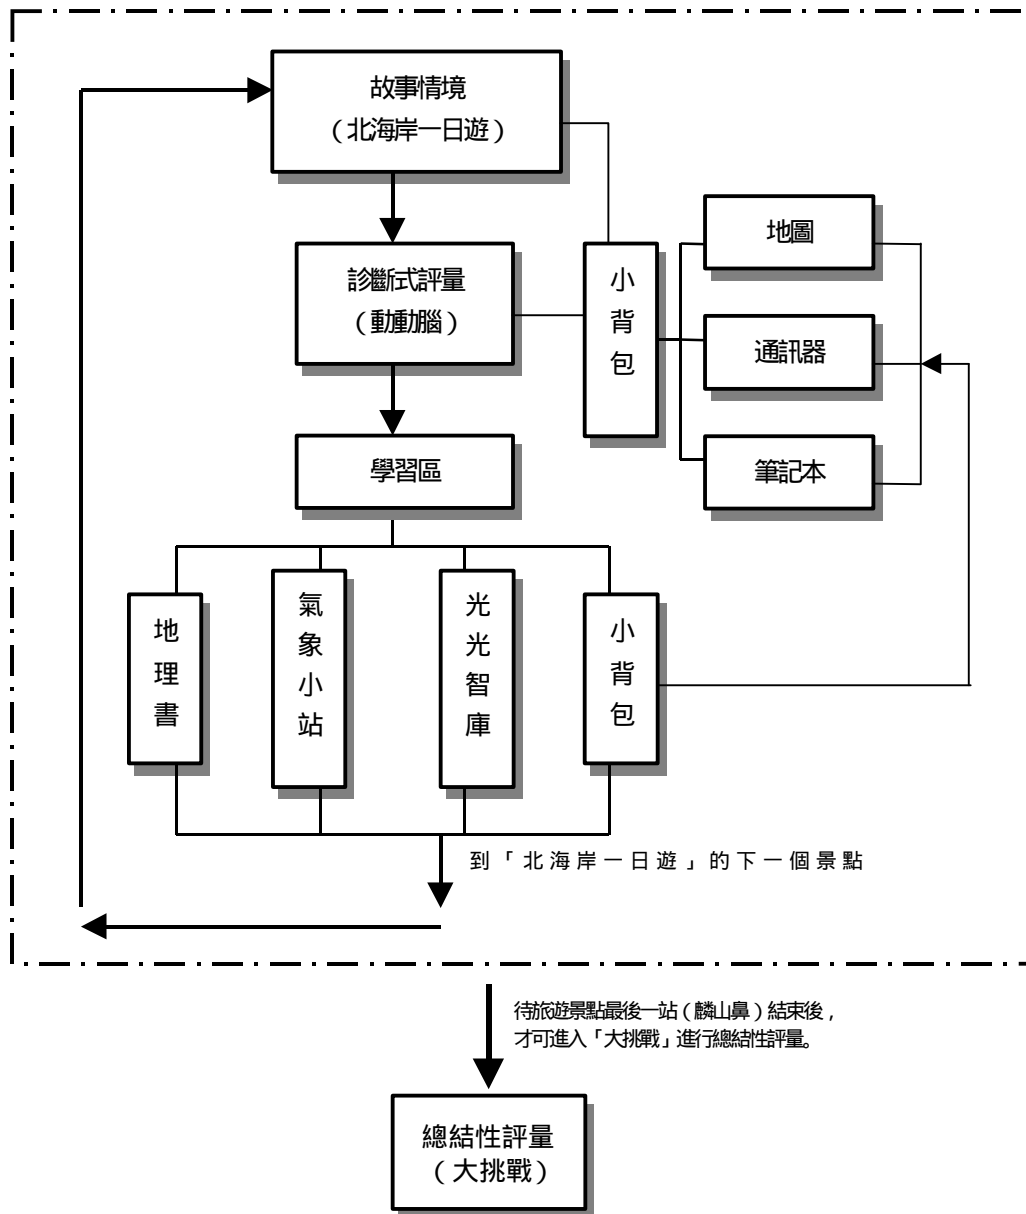 故事情境
（北海岸一日遊）
地圖
診斷式評量
（動動腦）
小背包
通訊器
筆記本
學習區
地理書
氣象小站
光光智庫
小背包
到「北海岸一日遊」的下一個景點
待旅遊景點最後一站（麟山鼻）結束後，
才可進入「大挑戰」進行總結性評量。
總結性評量
（大挑戰）